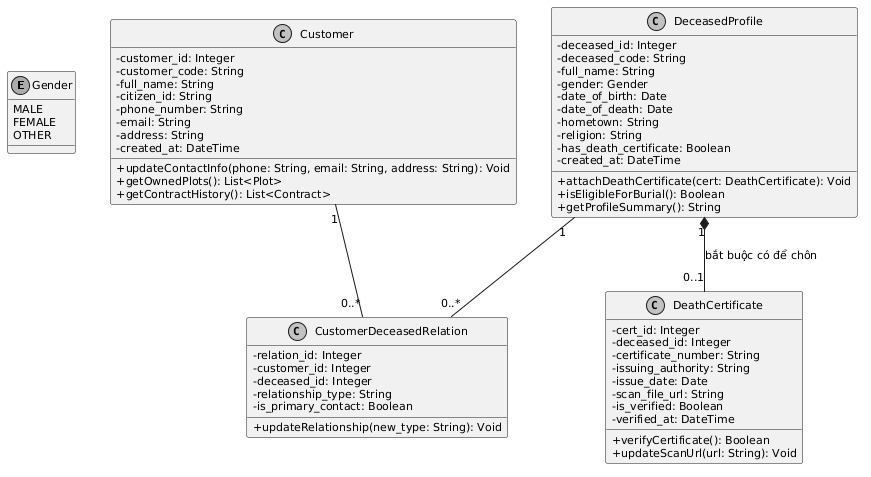 C Customer
-customer_id: Integer
-customer_code: String
-full_name: String
-citizen_id: String
-phone_number: String
-email: String
-address: String
-created_at: DateTime
+updateContactInfo(phone: String, email: String, address: String): Void
+getOwnedPlots(): List<Plot>
+getContractHistory(): List<Contract>
C DeceasedProfile
-deceased_id: Integer
-deceased_code: String
-full_name: String
-gender: Gender
-date_of_birth: Date
-date_of_death: Date
-hometown: String
-religion: String
-has_death_certificate: Boolean
-created_at: DateTime
+attachDeathCertificate(cert: DeathCertificate): Void
+isEligibleForBurial(): Boolean
+getProfileSummary(): String
E Gender
MALE
FEMALE
OTHER
1
1
1
bắt buộc có để chôn
0..*
0..*
0..1
C CustomerDeceasedRelation
-relation_id: Integer
-customer_id: Integer
-deceased_id: Integer
-relationship_type: String
-is_primary_contact: Boolean
+updateRelationship(new_type: String): Void
C DeathCertificate
-cert_id: Integer
-deceased_id: Integer
-certificate_number: String
-issuing_authority: String
-issue_date: Date
-scan_file_url: String
-is_verified: Boolean
-verified_at: DateTime
+verifyCertificate(): Boolean
+updateScanUrl(url: String): Void